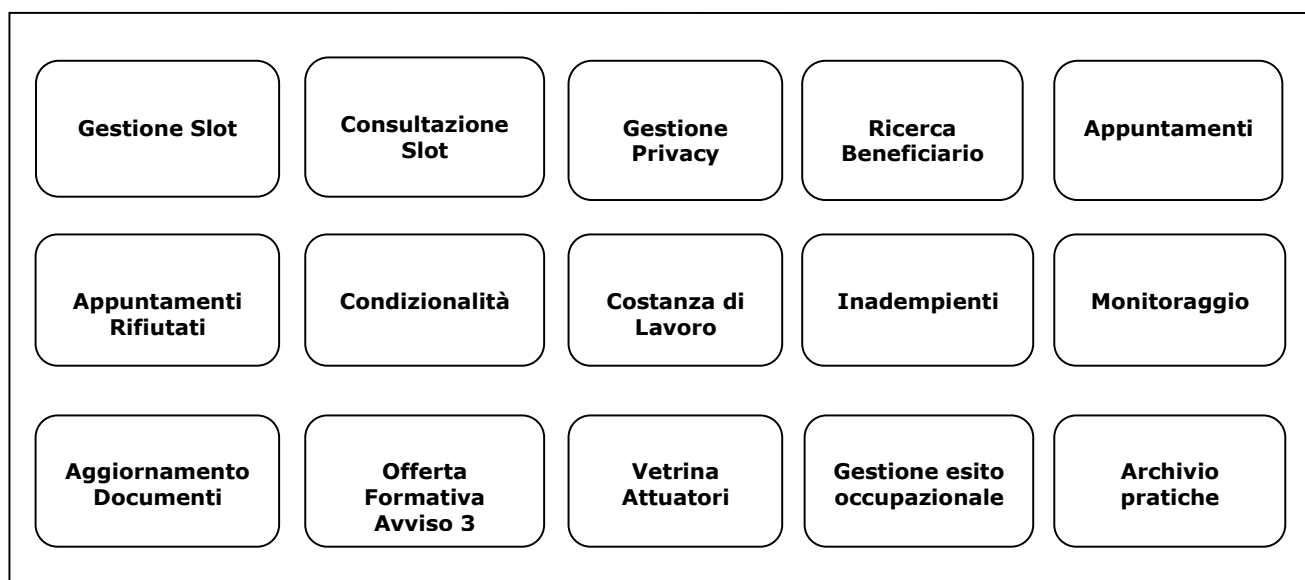 Gestione Slot
Consultazione
Slot
Gestione
Privacy
Ricerca
Beneficiario
Appuntamenti
Appuntamenti
Rifiutati
Condizionalità
Costanza di
Lavoro
Inadempienti
Monitoraggio
Aggiornamento
Documenti
Offerta
Formativa
Avviso 3
Vetrina
Attuatori
Gestione esito
occupazionale
Archivio
pratiche